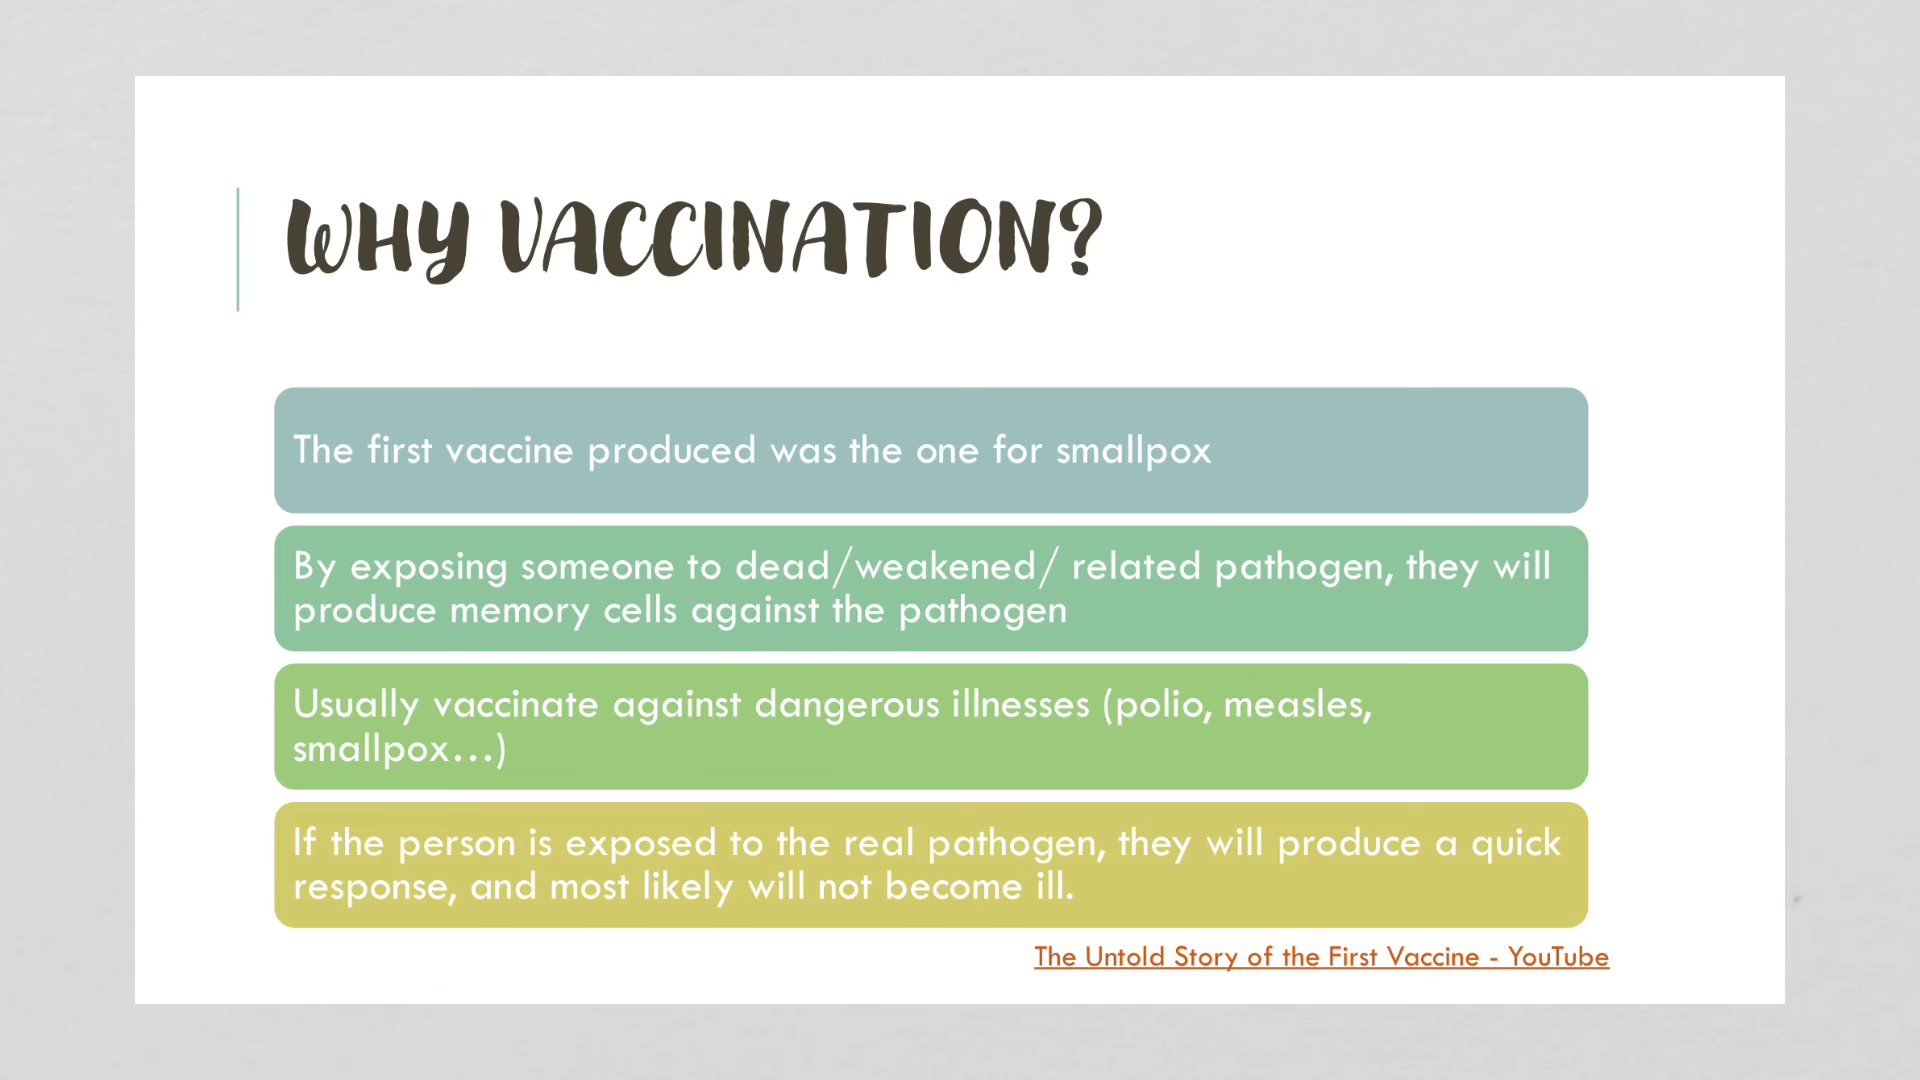 WHY VACCINATION?
The first vaccine produced was the one for smallpox
By exposing someone to dead/weakened/ related pathogen, they will
produce memory cells against the pathogen
Usually vaccinate against dangerous illnesses (polio, measles,
smallpox...)
If the person is exposed to the real pathogen, they will produce a quick
response, and most likely will not become ill.
The Untold Story of the First Vaccine - YouTube